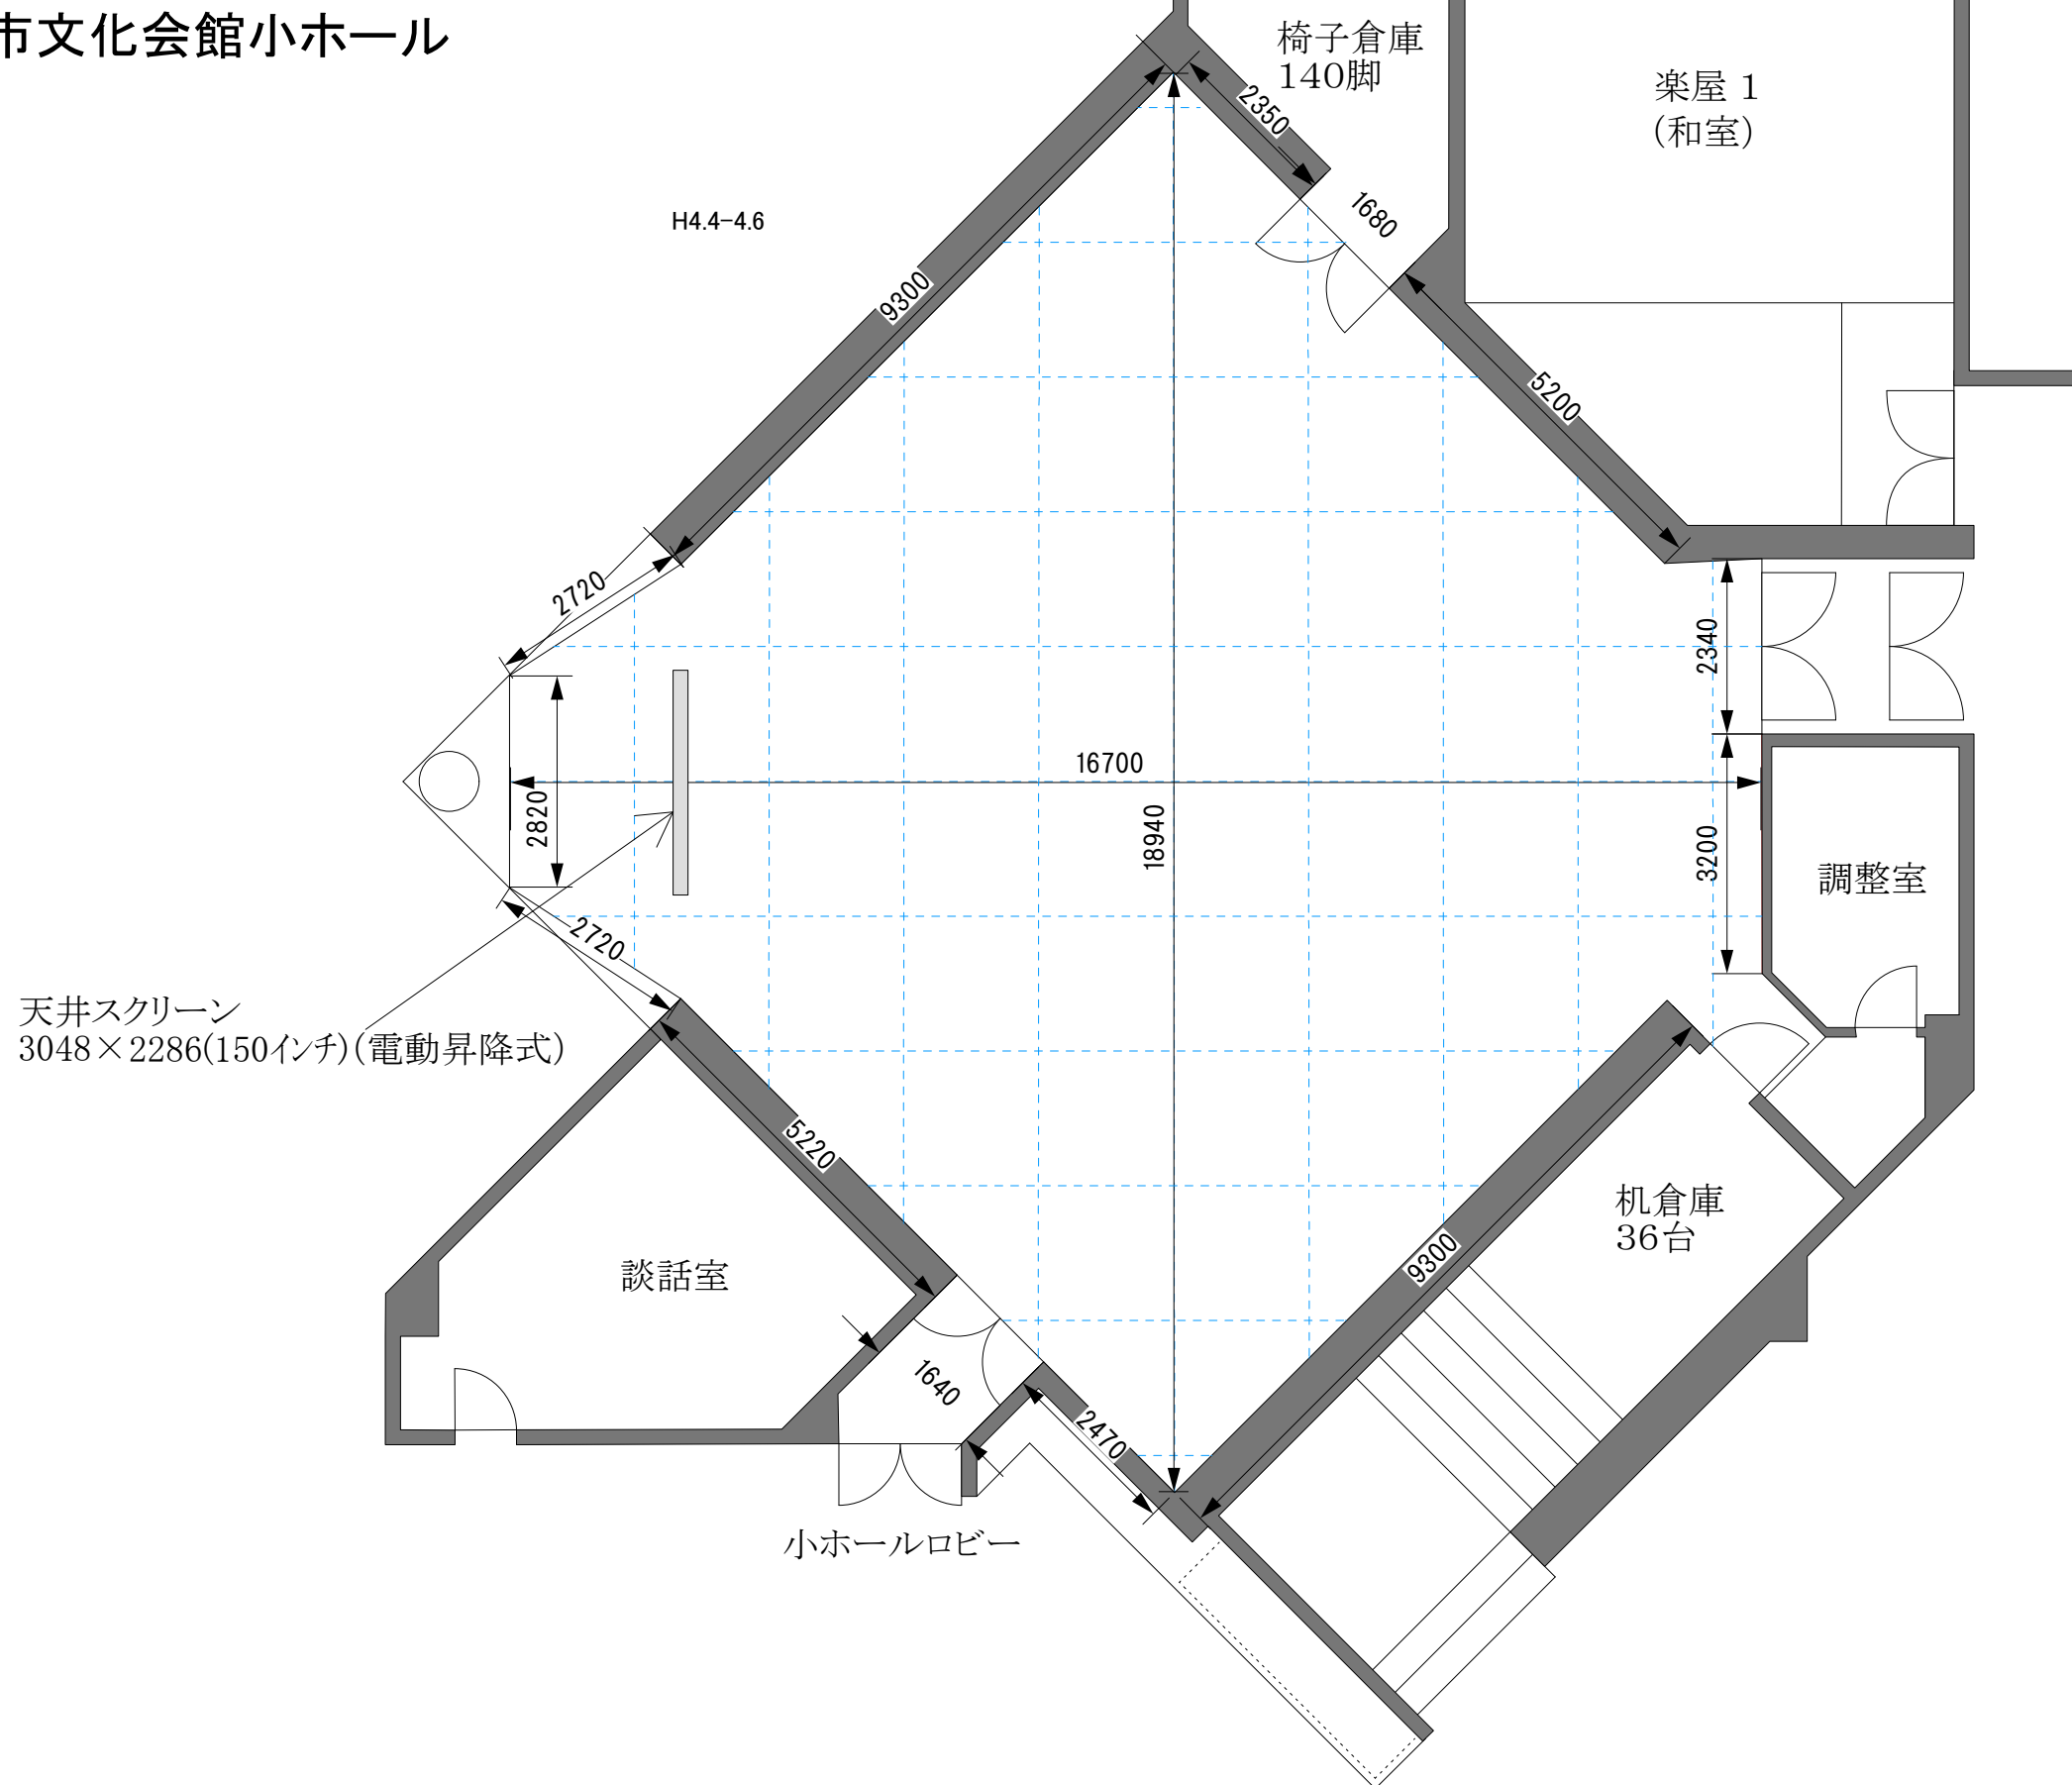 市文化会館小ホール
椅子倉庫
140脚
楽屋 1
(和室)
2350
1680
H4.4-4.6
9300
5200
2720
2340
16700
2820
18940
3200
調整室
2720
天井スクリーン
3048×2286(150インチ)(電動昇降式)
5220
机倉庫
36台
9300
談話室
1640
2470
小ホールロビー